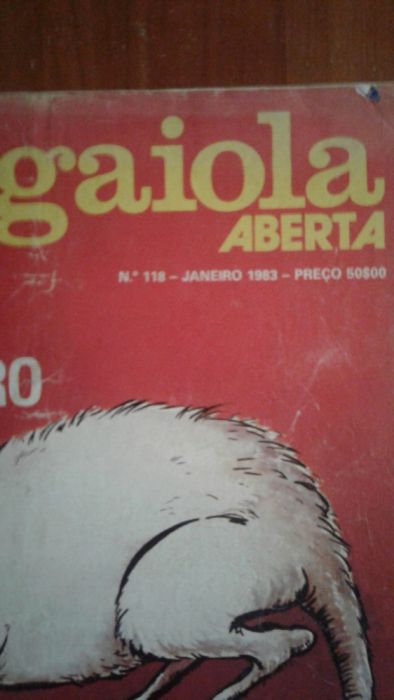 gaiola
ABERTA
N.º 118 – JANEIRO 1983 – PREÇO 50$00
RO